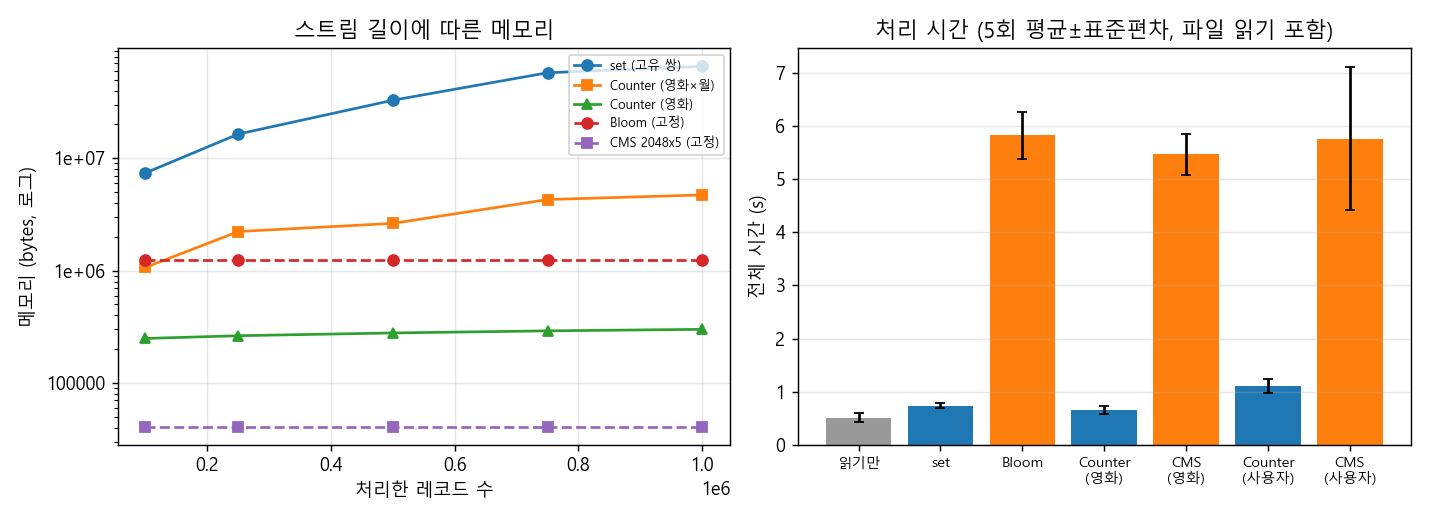 스트림 길이에 따른 메모리
메모리 (bytes, 로그)
1e+07
1e+06
100000
set (고유 쌍)
Counter (영화×월)
Counter (영화)
Bloom (고정)
CMS 2048x5 (고정)
0.2 0.4 0.6 0.8 1.0
1e6
처리한 레코드 수
처리 시간 (5회 평균±표준편차, 파일 읽기 포함)
전체 시간 (s)
7
6
5
4
3
2
1
0
읽기만 set Bloom Counter CMS Counter CMS
(영화) (영화) (사용자) (사용자)